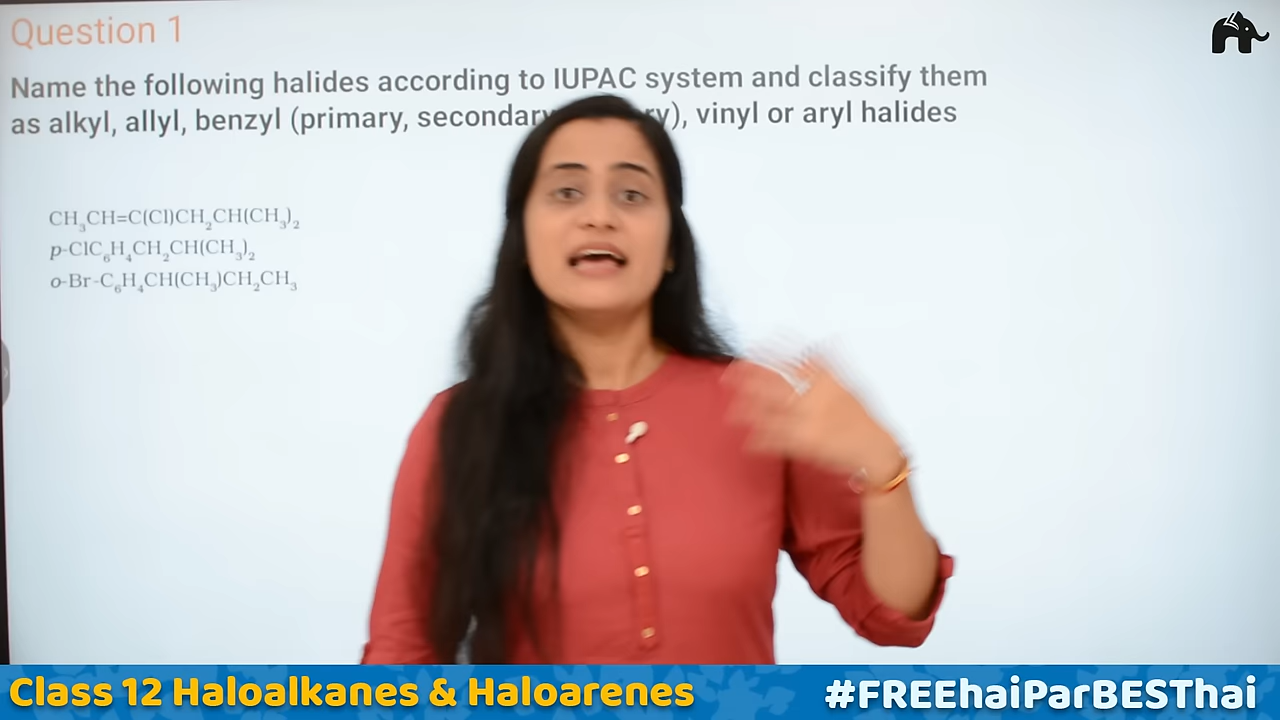 Question 1
Name the following halides according to IUPAC system and classify them
as alkyl, allyl, benzyl (primary, secondary), vinyl or aryl halides
CH₃CH=C(Cl)CH₂CH(CH₃)₂
p-ClC₆H₄CH₂CH(CH₃)₂
o-Br-C₆H₄CH(CH₃)CH₂CH₃
Class 12 Haloalkanes & Haloarenes
#FREEhaiParBESThai